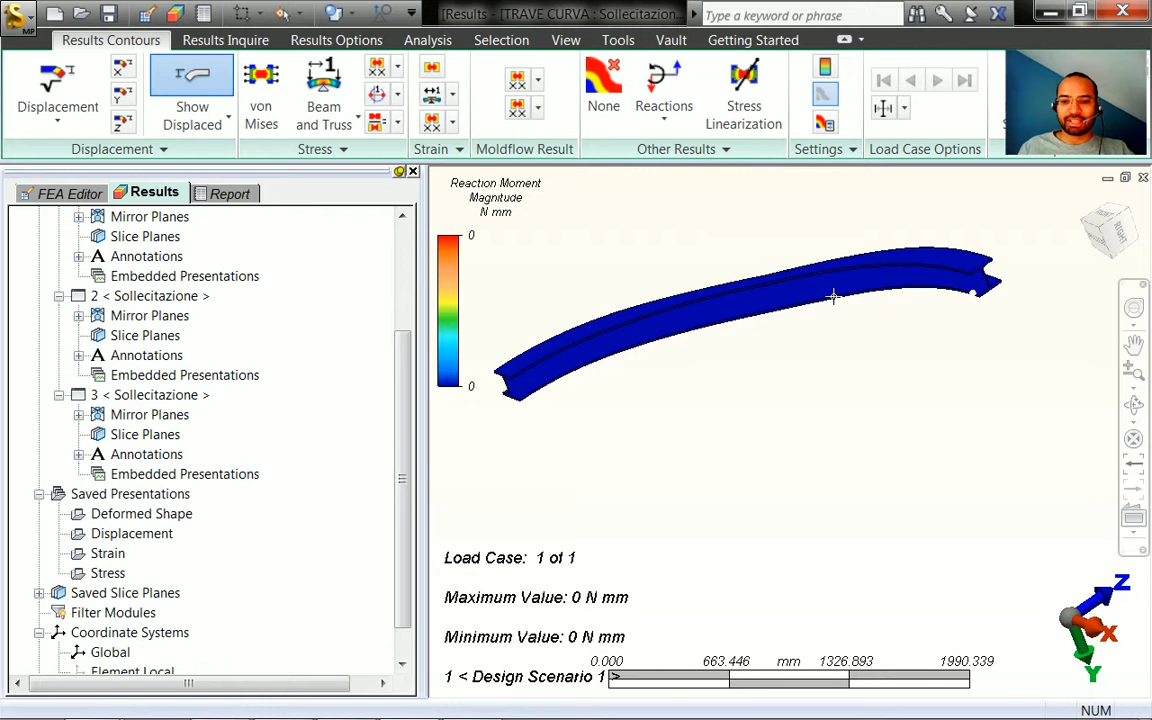 MP
[Results - [TRAVE CURVA : Sollecitazion
Type a keyword or phrase
Results Contours
Results Inquire
Results Options
Analysis
Selection
View
Tools
Vault
Getting Started
Displacement
Show Displaced
von Mises
Beam and Truss
None
Reactions
Stress Linearization
Displacement
Stress
Strain
Moldflow Result
Other Results
Settings
Load Case Options
FEA Editor
Results
Report
Mirror Planes
Slice Planes
Annotations
Embedded Presentations
2 < Sollecitazione >
Mirror Planes
Slice Planes
Annotations
Embedded Presentations
3 < Sollecitazione >
Mirror Planes
Slice Planes
Annotations
Embedded Presentations
Saved Presentations
Deformed Shape
Displacement
Strain
Stress
Saved Slice Planes
Filter Modules
Coordinate Systems
Global
Element Local
Reaction Moment
Magnitude
N mm
0
0
FRONT
RIGHT
Load Case: 1 of 1
Maximum Value: 0 N mm
Minimum Value: 0 N mm
1 < Design Scenario 1 >
0.000 663.446 mm 1326.893 1990.339
Z
X
Y
NUM